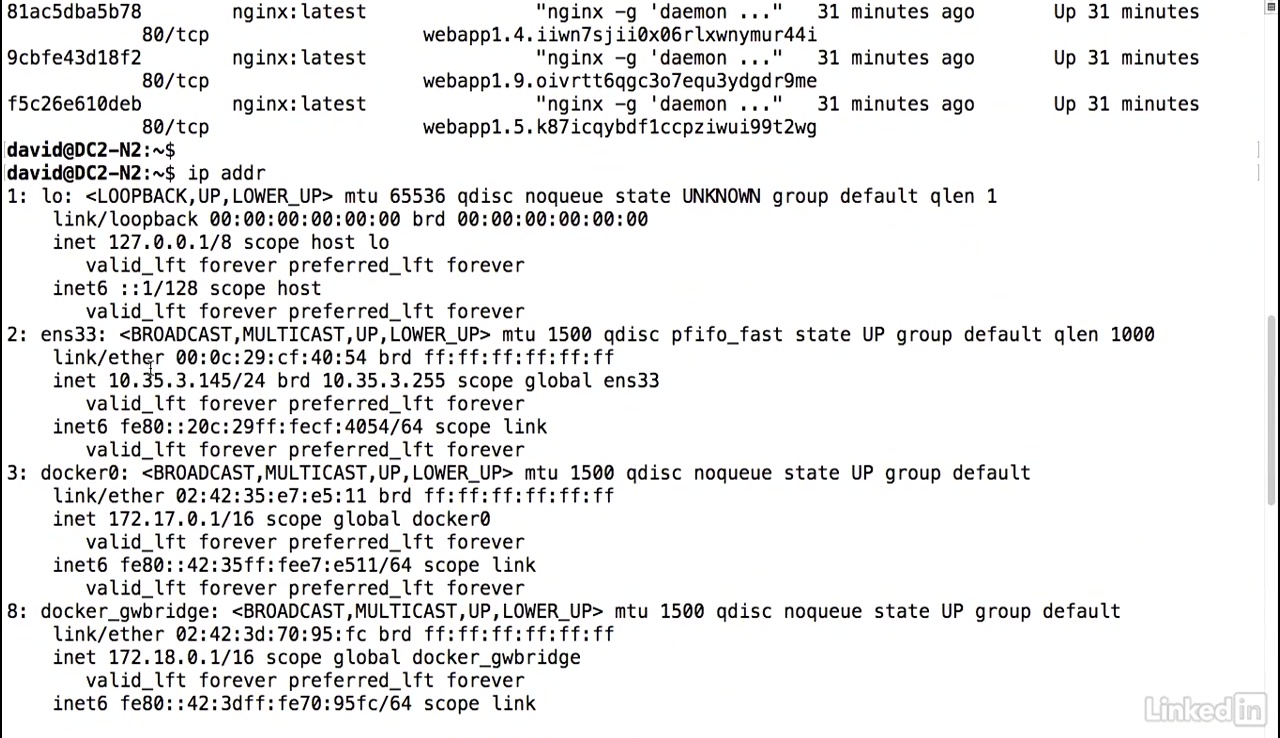 81ac5dba5b78        nginx:latest               "nginx -g 'daemon ..."   31 minutes ago       Up 31 minutes
            80/tcp                   webapp1.4.iiwn7sjii0x06rlxwnymur44i
9cbfe43d18f2        nginx:latest               "nginx -g 'daemon ..."   31 minutes ago       Up 31 minutes
            80/tcp                   webapp1.9.oivrtt6qgc3o7equ3ydgdr9me
f5c26e610deb        nginx:latest               "nginx -g 'daemon ..."   31 minutes ago       Up 31 minutes
            80/tcp                   webapp1.5.k87icqybdf1ccpziwui99t2wg
david@DC2-N2:~$
david@DC2-N2:~$ ip addr
1: lo: <LOOPBACK,UP,LOWER_UP> mtu 65536 qdisc noqueue state UNKNOWN group default qlen 1
    link/loopback 00:00:00:00:00:00 brd 00:00:00:00:00:00
    inet 127.0.0.1/8 scope host lo
       valid_lft forever preferred_lft forever
    inet6 ::1/128 scope host
       valid_lft forever preferred_lft forever
2: ens33: <BROADCAST,MULTICAST,UP,LOWER_UP> mtu 1500 qdisc pfifo_fast state UP group default qlen 1000
    link/ether 00:0c:29:cf:40:54 brd ff:ff:ff:ff:ff:ff
    inet 10.35.3.145/24 brd 10.35.3.255 scope global ens33
       valid_lft forever preferred_lft forever
    inet6 fe80::20c:29ff:fecf:4054/64 scope link
       valid_lft forever preferred_lft forever
3: docker0: <BROADCAST,MULTICAST,UP,LOWER_UP> mtu 1500 qdisc noqueue state UP group default
    link/ether 02:42:35:e7:e5:11 brd ff:ff:ff:ff:ff:ff
    inet 172.17.0.1/16 scope global docker0
       valid_lft forever preferred_lft forever
    inet6 fe80::42:35ff:fee7:e511/64 scope link
       valid_lft forever preferred_lft forever
8: docker_gwbridge: <BROADCAST,MULTICAST,UP,LOWER_UP> mtu 1500 qdisc noqueue state UP group default
    link/ether 02:42:3d:70:95:fc brd ff:ff:ff:ff:ff:ff
    inet 172.18.0.1/16 scope global docker_gwbridge
       valid_lft forever preferred_lft forever
    inet6 fe80::42:3dff:fe70:95fc/64 scope link
Linkedin